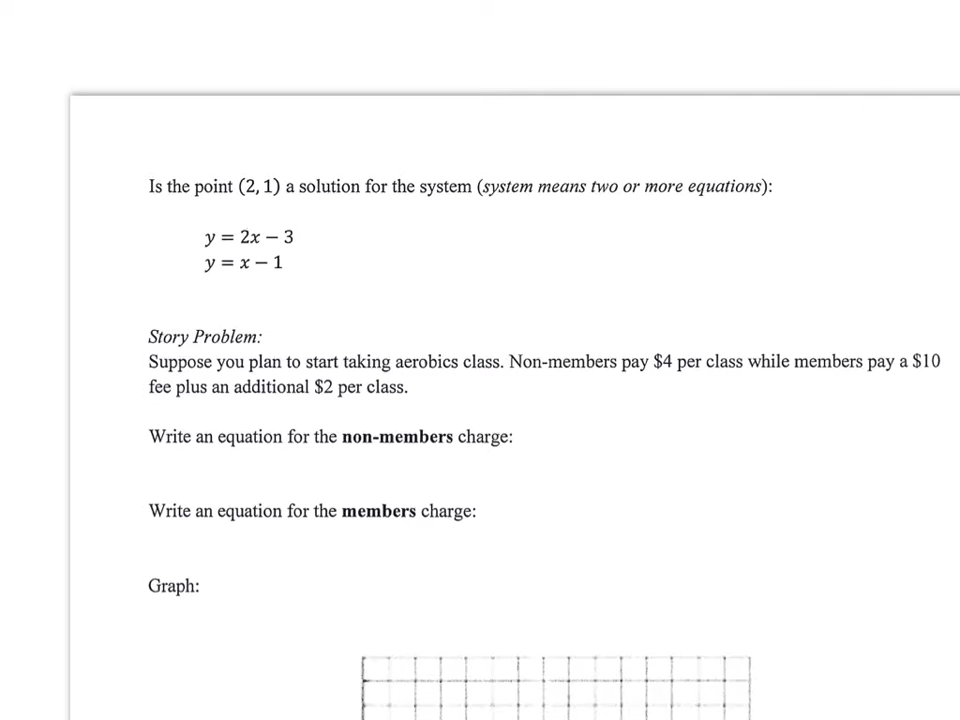 Is the point (2, 1) a solution for the system (system means two or more equations):
y = 2x − 3
y = x − 1
Story Problem:
Suppose you plan to start taking aerobics class. Non-members pay $4 per class while members pay a $10
fee plus an additional $2 per class.
Write an equation for the non-members charge:
Write an equation for the members charge:
Graph: